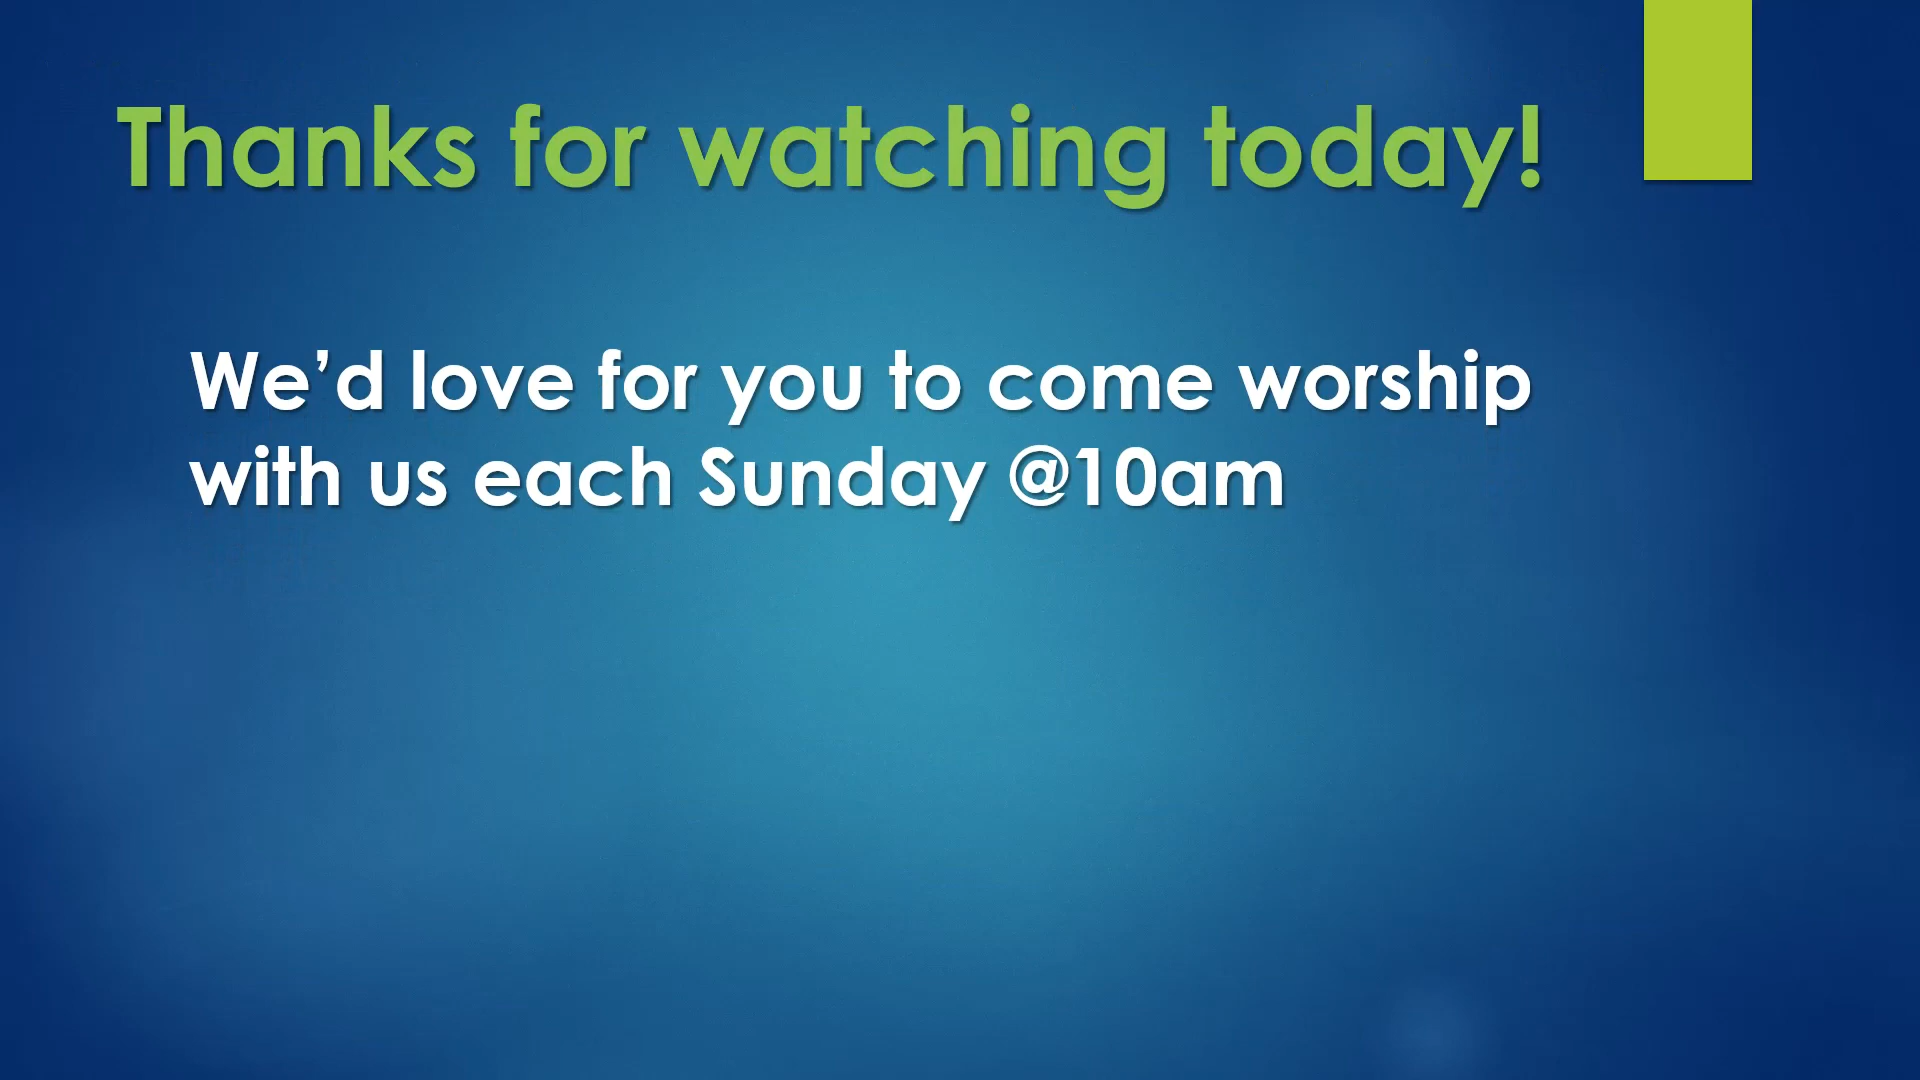 Thanks for watching today!
We’d love for you to come worship
with us each Sunday @10am